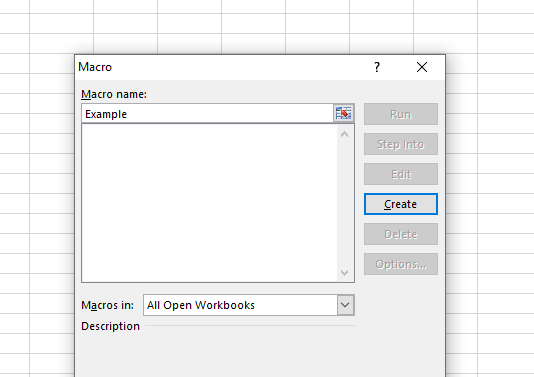 Macro
?
Macro name:
Example
Run
Step Into
Edit
Create
Delete
Options...
Macros in:
All Open Workbooks
Description